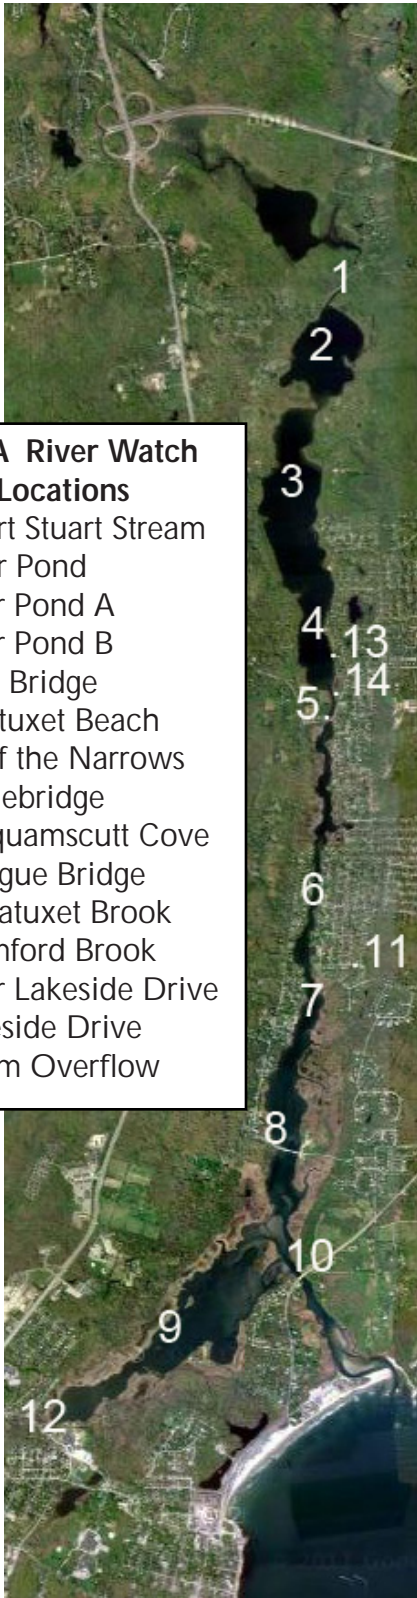 1
2
A River Watch
Locations
rt Stuart Stream
r Pond
r Pond A
r Pond B
Bridge
tuxet Beach
f the Narrows
ebridge
quamscutt Cove
gue Bridge
atuxet Brook
nford Brook
r Lakeside Drive
eside Drive
m Overflow
3
4
13
14
5
6
11
7
8
10
9
12